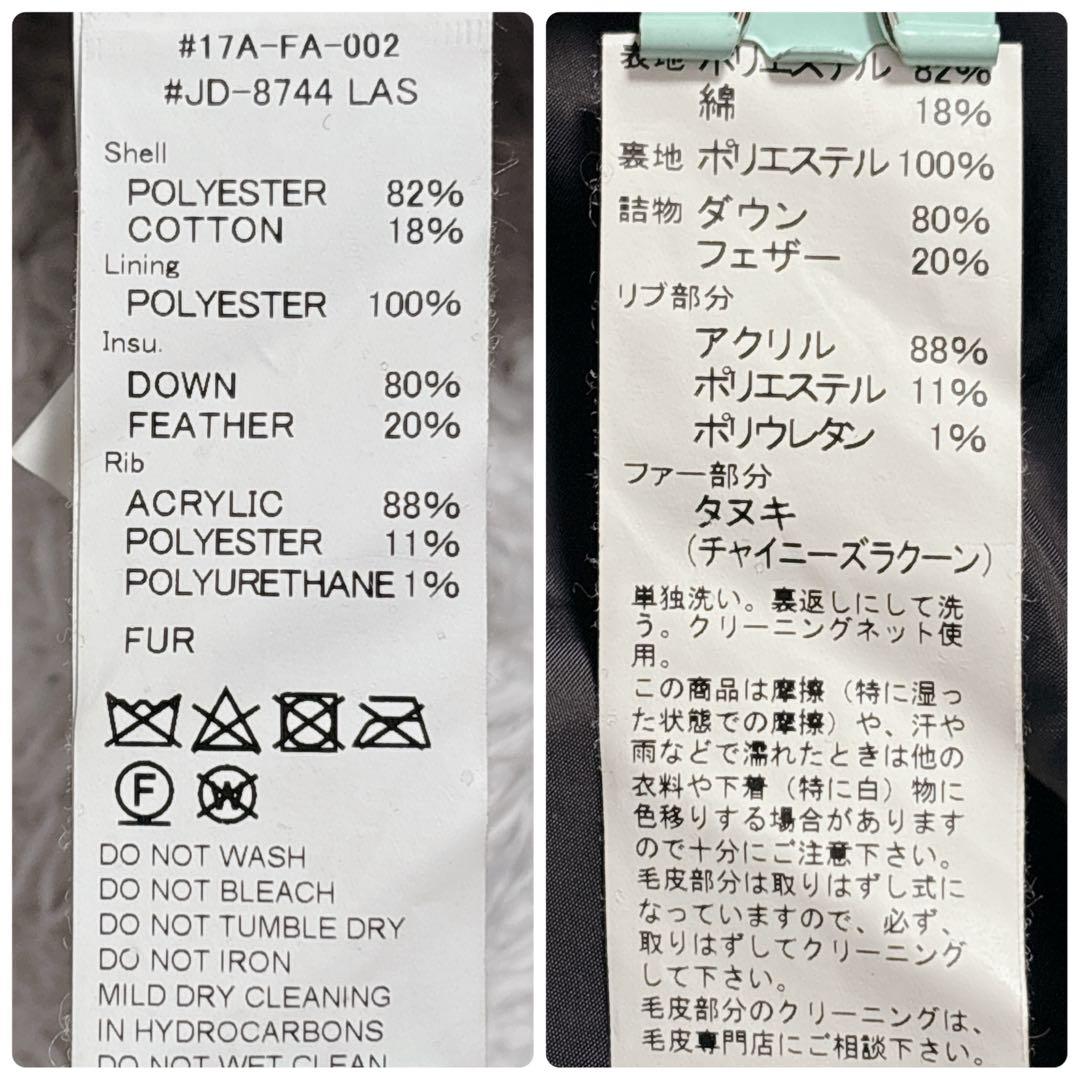 #17A-FA-002
#JD-8744 LAS
Shell
POLYESTER 82%
COTTON 18%
Lining
POLYESTER 100%
Insu.
DOWN 80%
FEATHER 20%
Rib
ACRYLIC 88%
POLYESTER 11%
POLYURETHANE 1%
FUR
F
W
DO NOT WASH
DO NOT BLEACH
DO NOT TUMBLE DRY
DO NOT IRON
MILD DRY CLEANING
IN HYDROCARBONS
DO NOT WET CLEAN
表地 ポリエステル 82%
綿 18%
裏地 ポリエステル 100%
詰物 ダウン 80%
フェザー 20%
リブ部分
アクリル 88%
ポリエステル 11%
ポリウレタン 1%
ファー部分
タヌキ
(チャイニーズラクーン)
単独洗い。裏返しにして洗
う。クリーニングネット使
用。
この商品は摩擦（特に湿っ
た状態での摩擦）や、汗や
雨などで濡れたときは他の
衣料や下着（特に白）物に
色移りする場合があります
ので十分にご注意下さい。
毛皮部分は取りはずし式に
なっていますので、必ず、
取りはずしてクリーニング
して下さい。
毛皮部分のクリーニングは、
毛皮専門店にご相談下さい。